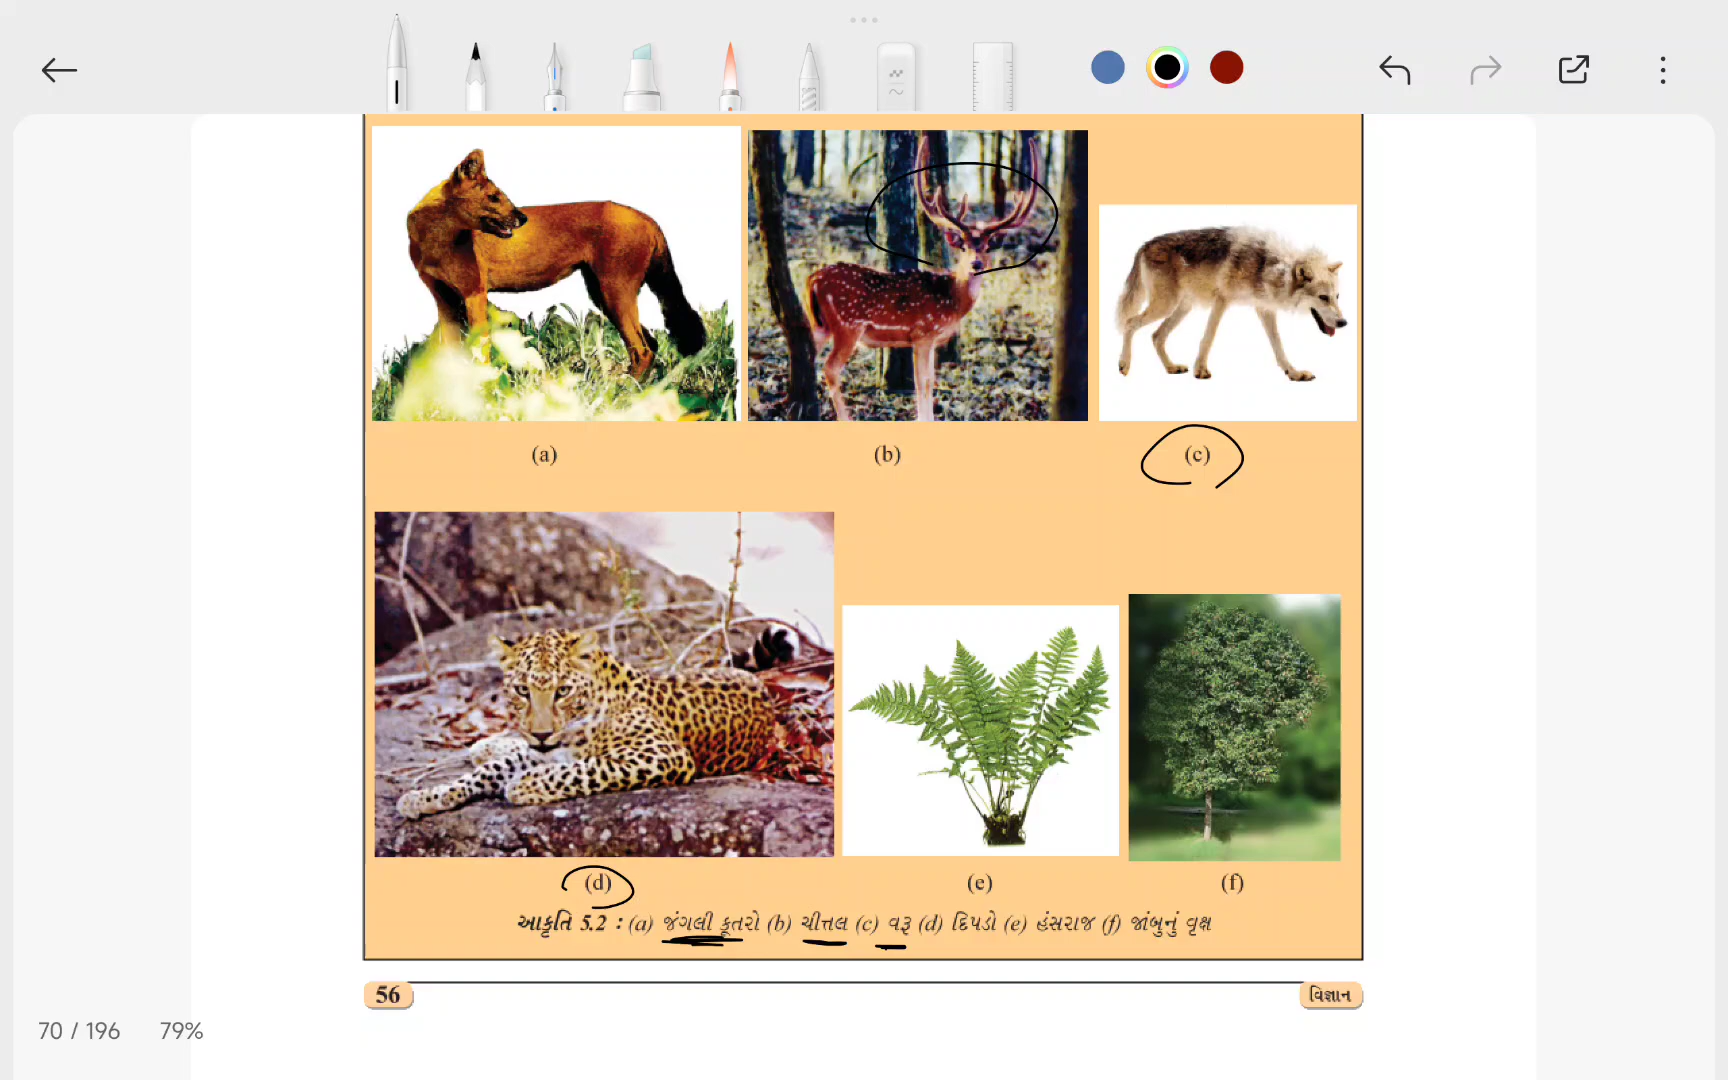 (a) (b) (c)
(d) (e) (f)
આકૃતિ 5.2 : (a) જંગલી કૂતરો (b) ચીત્તલ (c) વરૂ (d) દિપડો (e) હંસરાજ (f) જાંબુનું વૃક્ષ
56 વિજ્ઞાન
70 / 196 79%